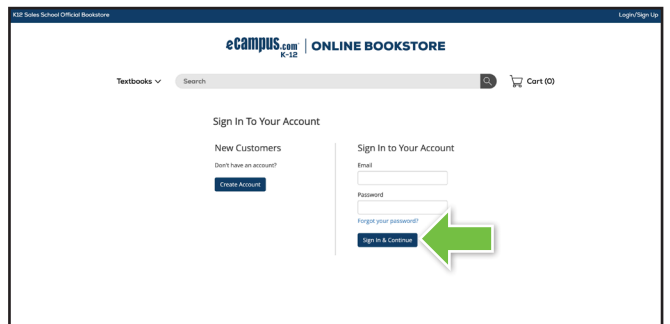 K12 Sales School Official Bookstore
Login/Sign Up
ecampus.com K-12 | ONLINE BOOKSTORE
Textbooks
Search
Cart (0)
Sign In To Your Account
New Customers
Don't have an account?
Create Account
Sign In to Your Account
Email
Password
Forgot your password?
Sign In & Continue